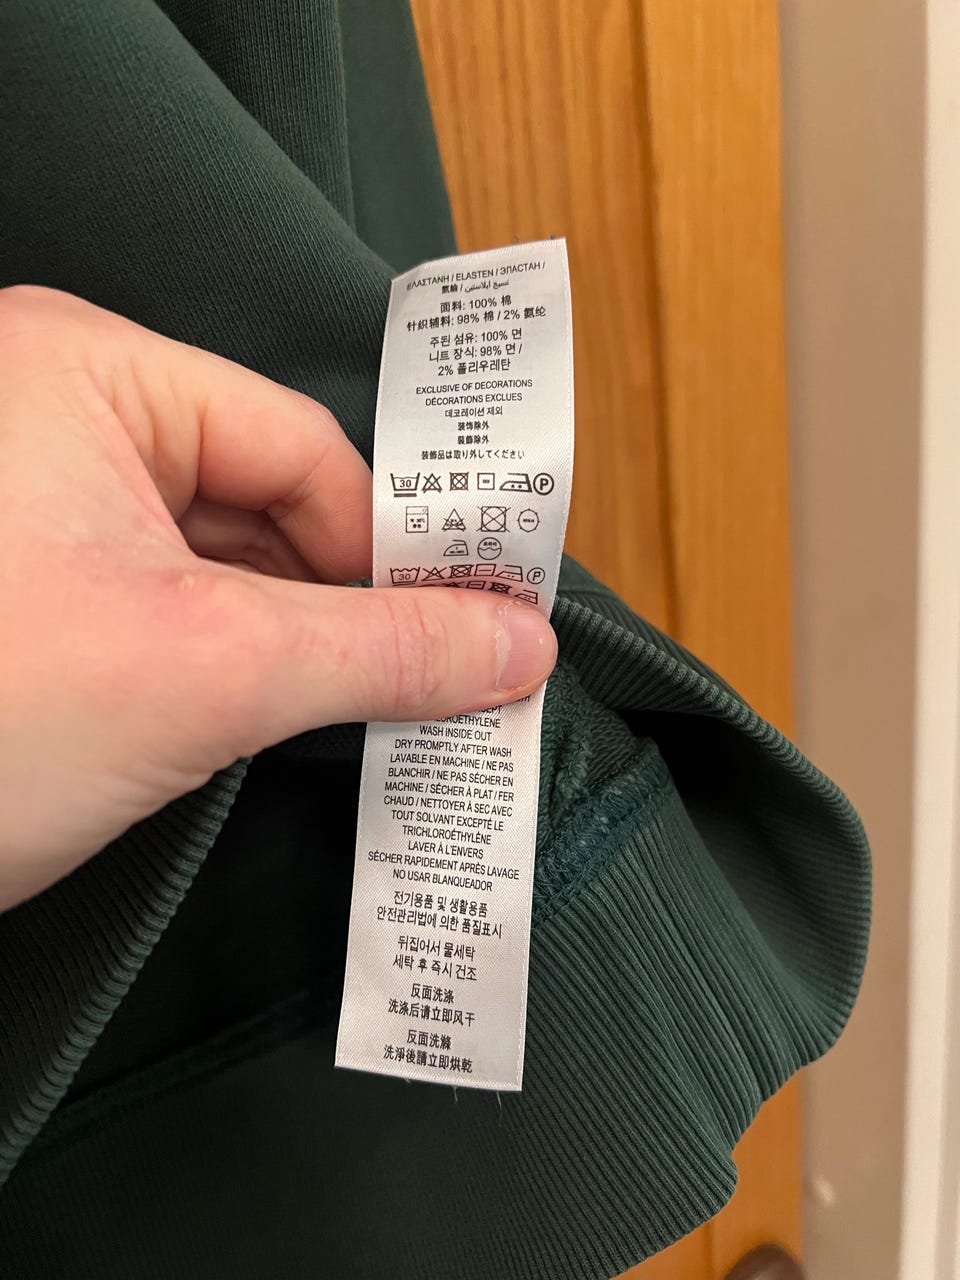 ΕΛΑΣΤΑΝΗ / ELASTEN / ЭЛАСТАН /
氨綸 / نسيج ايلاستين
面料: 100% 棉
针织辅料: 98% 棉 / 2% 氨纶
주된 섬유: 100% 면
니트 장식: 98% 면 /
2% 폴리우레탄
EXCLUSIVE OF DECORATIONS
DÉCORATIONS EXCLUES
데코레이션 제외
装饰除外
裝飾除外
装飾品は取り外してください
30 P
30 P
WASH INSIDE OUT
DRY PROMPTLY AFTER WASH
LAVABLE EN MACHINE / NE PAS
BLANCHIR / NE PAS SÉCHER EN
MACHINE / SÉCHER À PLAT / FER
CHAUD / NETTOYER À SEC AVEC
TOUT SOLVANT EXCEPTÉ LE
TRICHLOROÉTHYLÈNE
LAVER À L'ENVERS
SÉCHER RAPIDEMENT APRÈS LAVAGE
NO USAR BLANQUEADOR
전기용품 및 생활용품
안전관리법에 의한 품질표시
뒤집어서 물세탁
세탁 후 즉시 건조
反面洗涤
洗涤后请立即风干
反面洗滌
洗淨後請立即烘乾